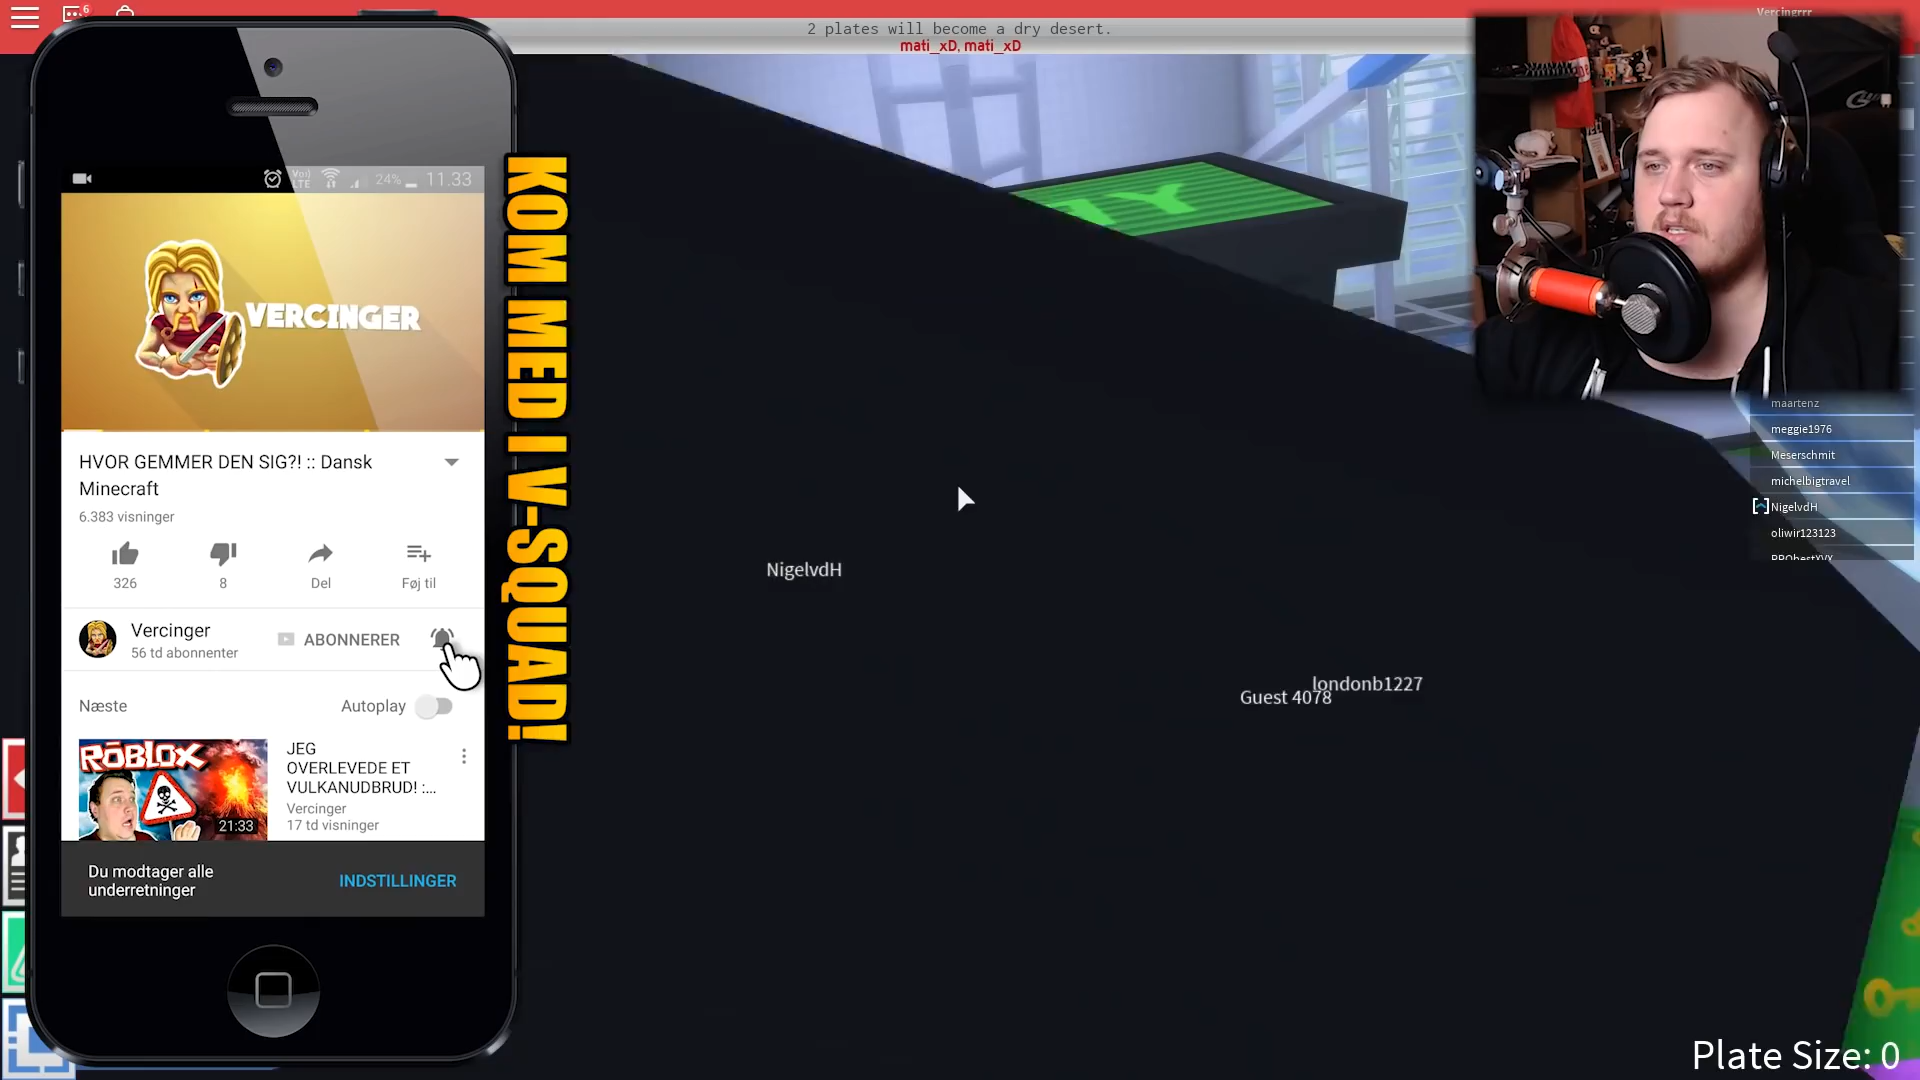 6
2 plates will become a dry desert.
mati_xD, mati_xD
Vercingrrr
24%
11.33
VERCINGER
HVOR GEMMER DEN SIG?! :: Dansk
Minecraft
6.383 visninger
326
8
Del
Føj til
Vercinger
56 td abonnenter
ABONNERER
Næste
Autoplay
ROBLOX
21:33
JEG
OVERLEVEDE ET
VULKANUDBRUD! :...
Vercinger
17 td visninger
Du modtager alle
underretninger
INDSTILLINGER
KOM MED I V-SQUAD!
NigelvdH
Guest 4078
londonb1227
maartenz
meggie1976
Meserschmit
michelbigtravel
NigelvdH
oliwir123123
Plate Size: 0